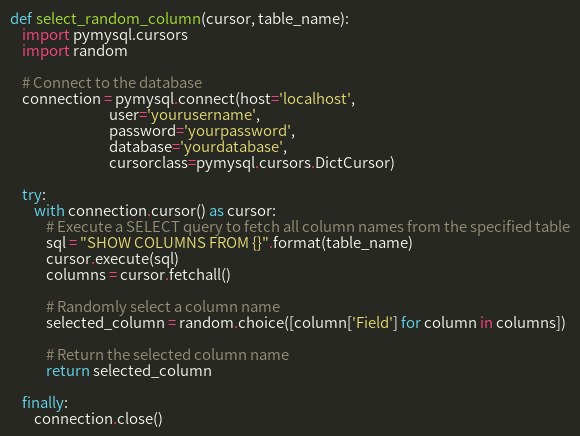 def select_random_column(cursor, table_name):
    import pymysql.cursors
    import random

    # Connect to the database
    connection = pymysql.connect(host='localhost',
                                 user='yourusername',
                                 password='yourpassword',
                                 database='yourdatabase',
                                 cursorclass=pymysql.cursors.DictCursor)

    try:
        with connection.cursor() as cursor:
            # Execute a SELECT query to fetch all column names from the specified table
            sql = "SHOW COLUMNS FROM {}".format(table_name)
            cursor.execute(sql)
            columns = cursor.fetchall()

            # Randomly select a column name
            selected_column = random.choice([column['Field'] for column in columns])

            # Return the selected column name
            return selected_column

    finally:
        connection.close()